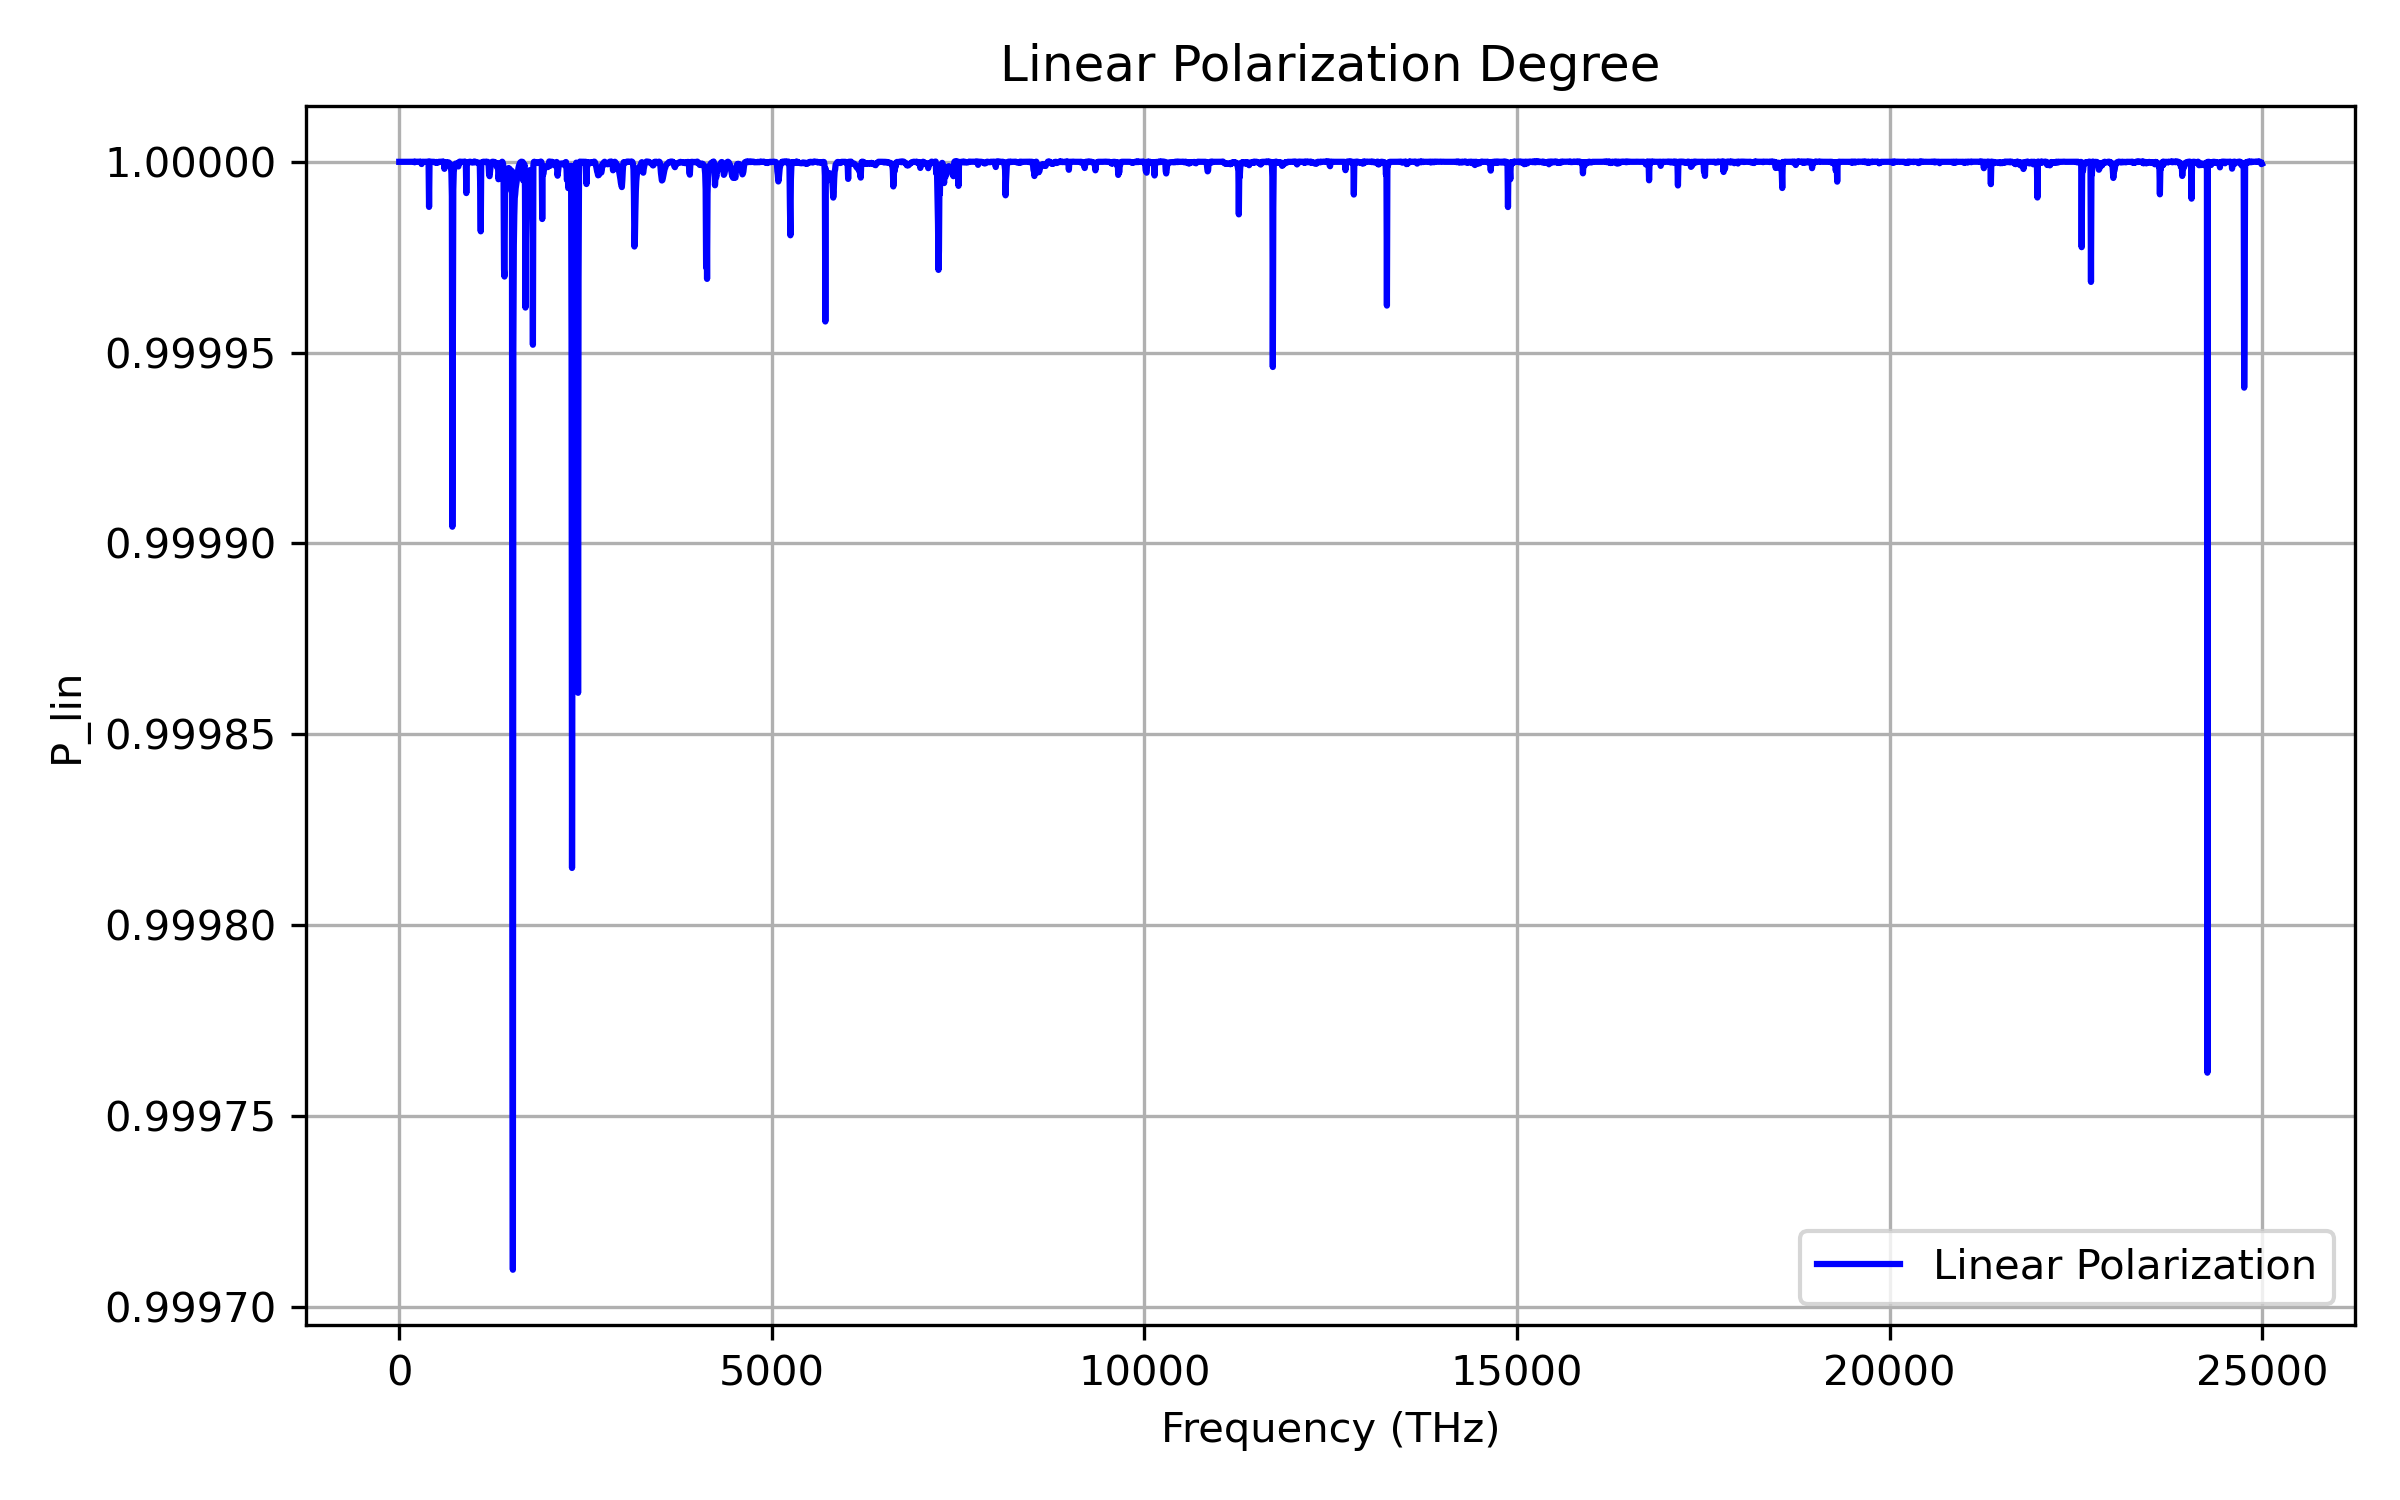 Linear Polarization Degree
1.00000
0.99995
0.99990
0.99985
0.99980
0.99975
0.99970
P_lin
Linear Polarization
0 5000 10000 15000 20000 25000
Frequency (THz)